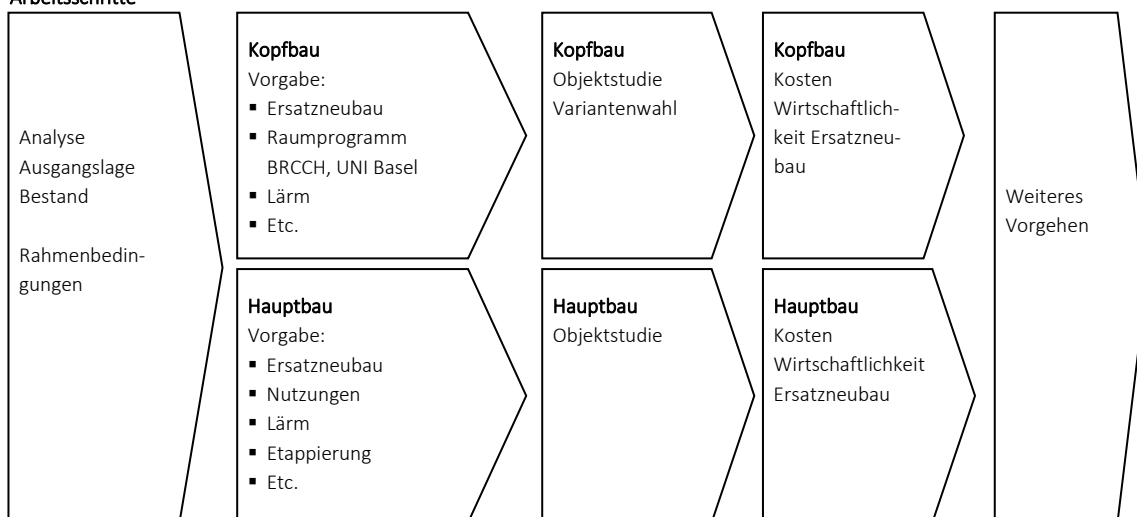 Arbeitsschritte
Analyse
Ausgangslage
Bestand
Rahmenbedin-
gungen
Kopfbau
Vorgabe:
▪ Ersatzneubau
▪ Raumprogramm
BRCCH, UNI Basel
▪ Lärm
▪ Etc.
Hauptbau
Vorgabe:
▪ Ersatzneubau
▪ Nutzungen
▪ Lärm
▪ Etappierung
▪ Etc.
Kopfbau
Objektstudie
Variantenwahl
Hauptbau
Objektstudie
Kopfbau
Kosten
Wirtschaftlich-
keit Ersatzneu-
bau
Hauptbau
Kosten
Wirtschaftlichkeit
Ersatzneubau
Weiteres
Vorgehen